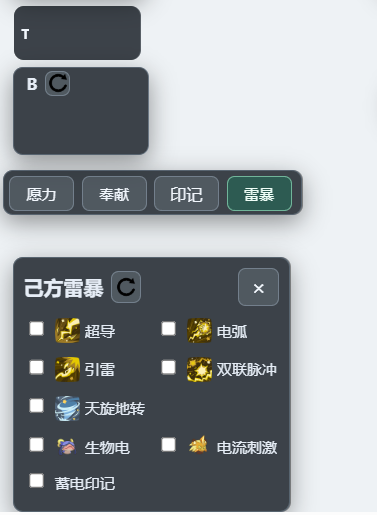 T
B
愿力 奉献 印记 雷暴
己方雷暴 ×
超导 电弧
引雷 双联脉冲
天旋地转
生物电 电流刺激
蓄电印记